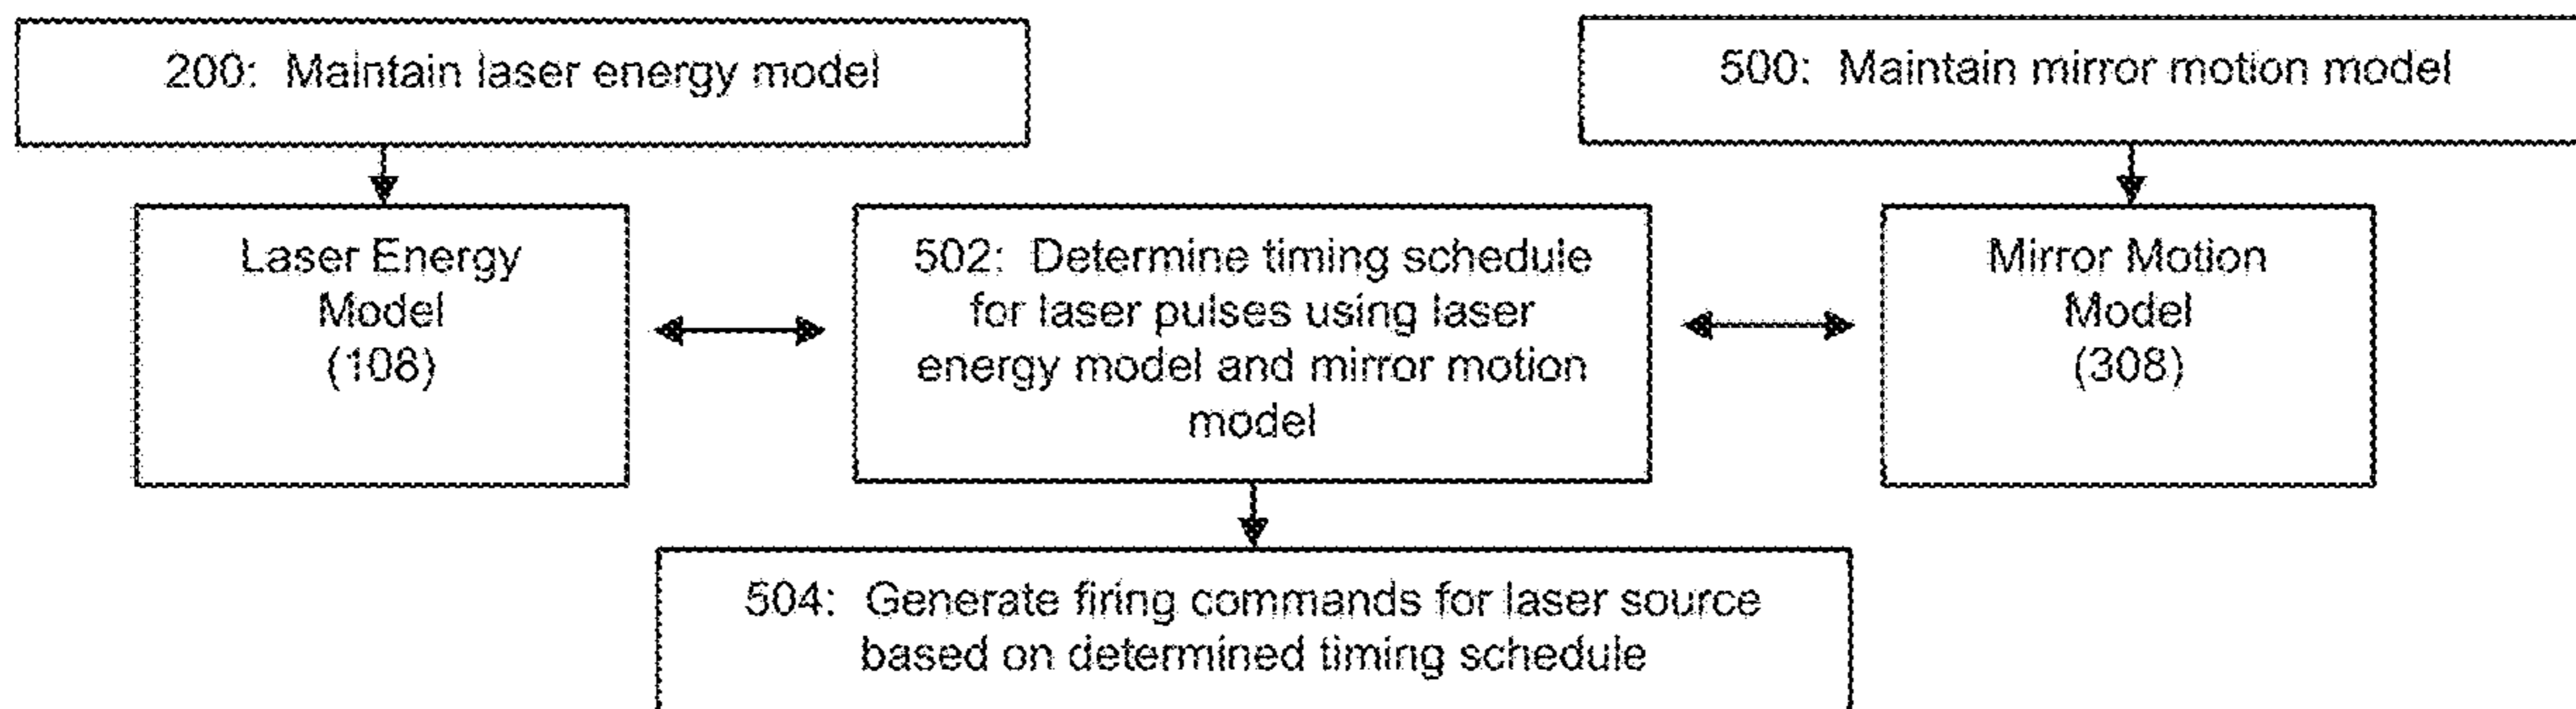 200: Maintain laser energy model
500: Maintain mirror motion model
Laser Energy
Model
(108)
502: Determine timing schedule
for laser pulses using laser
energy model and mirror motion
model
Mirror Motion
Model
(308)
504: Generate firing commands for laser source
based on determined timing schedule